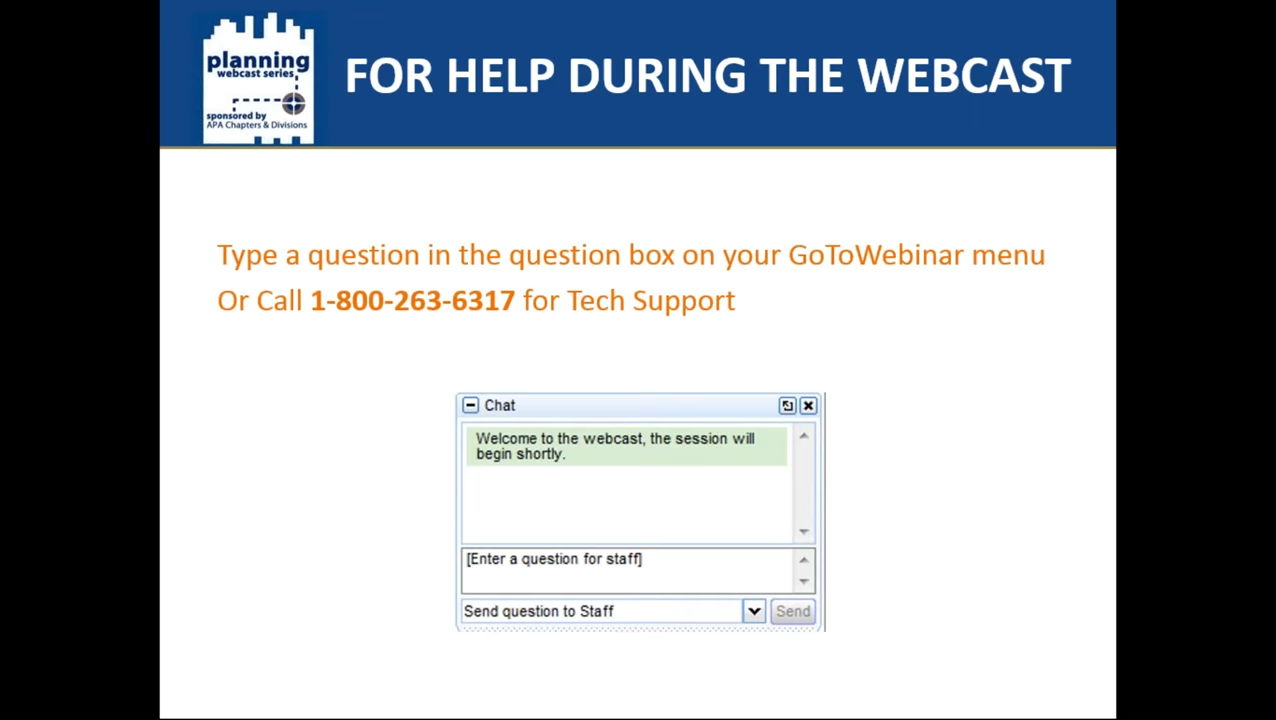 planning
webcast series
sponsored by
APA Chapters & Divisions
FOR HELP DURING THE WEBCAST
Type a question in the question box on your GoToWebinar menu
Or Call 1-800-263-6317 for Tech Support
Chat
Welcome to the webcast, the session will
begin shortly.
[Enter a question for staff]
Send question to Staff
Send